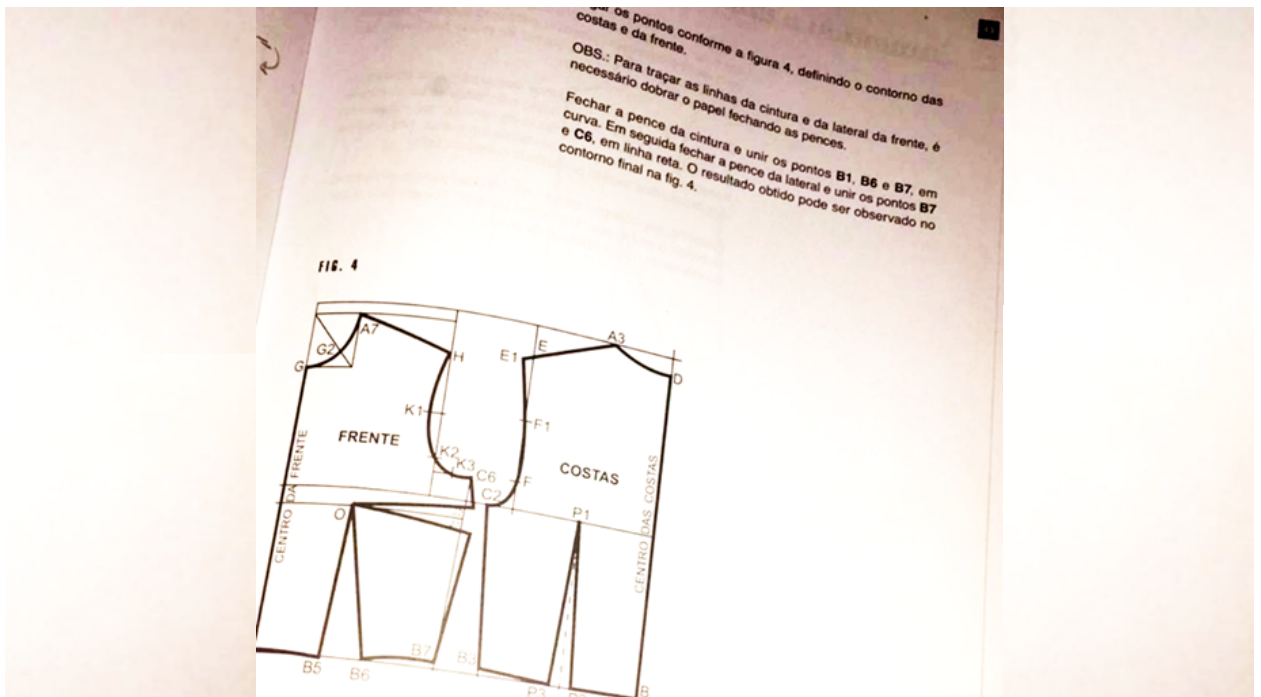 os pontos conforme a figura 4, definindo o contorno das
costas e da frente.
OBS.: Para traçar as linhas da cintura e da lateral da frente, é
necessário dobrar o papel fechando as pences.
Fechar a pence da cintura e unir os pontos B1, B6 e B7, em
curva. Em seguida fechar a pence da lateral e unir os pontos B7
e C6, em linha reta. O resultado obtido pode ser observado no
contorno final na fig. 4.
FIG. 4
A7
A3
G2
H
E1
E
G
D
K1
F1
FRENTE
K2
K3
COSTAS
C6
C2
F
O
P1
CENTRO DA FRENTE
CENTRO DAS COSTAS
B5
B6
B7
B3
P3
B